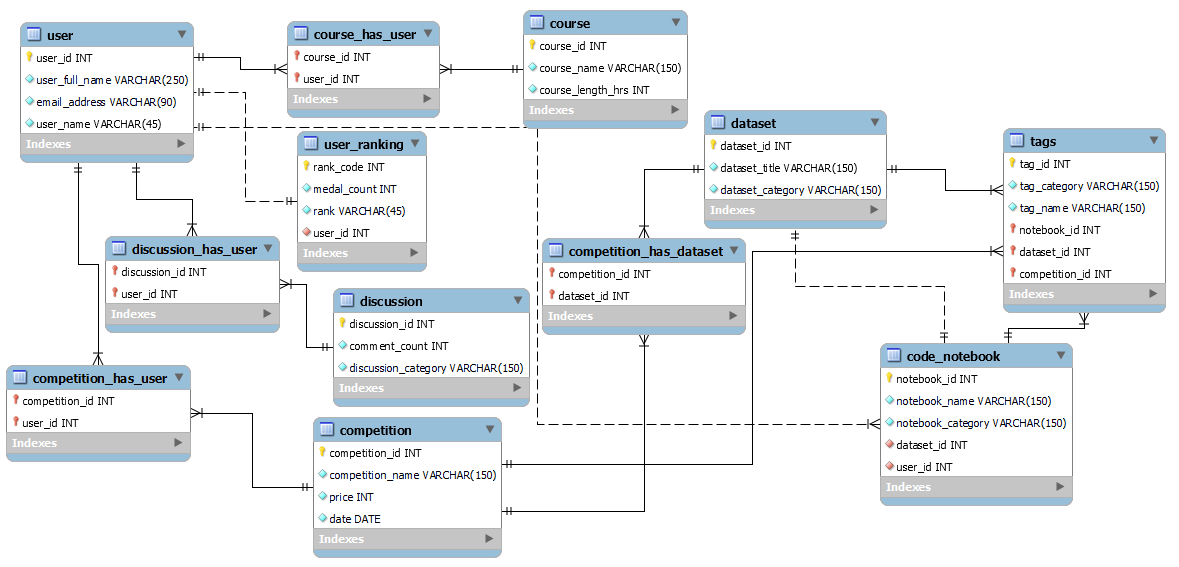 user
user_id INT
user_full_name VARCHAR(250)
email_address VARCHAR(90)
user_name VARCHAR(45)
Indexes
course_has_user
course_id INT
user_id INT
Indexes
course
course_id INT
course_name VARCHAR(150)
course_length_hrs INT
Indexes
user_ranking
rank_code INT
medal_count INT
rank VARCHAR(45)
user_id INT
Indexes
dataset
dataset_id INT
dataset_title VARCHAR(150)
dataset_category VARCHAR(150)
Indexes
tags
tag_id INT
tag_category VARCHAR(150)
tag_name VARCHAR(150)
notebook_id INT
dataset_id INT
competition_id INT
Indexes
discussion_has_user
discussion_id INT
user_id INT
Indexes
competition_has_dataset
competition_id INT
dataset_id INT
Indexes
discussion
discussion_id INT
comment_count INT
discussion_category VARCHAR(150)
Indexes
code_notebook
notebook_id INT
notebook_name VARCHAR(150)
notebook_category VARCHAR(150)
dataset_id INT
user_id INT
Indexes
competition_has_user
competition_id INT
user_id INT
Indexes
competition
competition_id INT
competition_name VARCHAR(150)
price INT
date DATE
Indexes